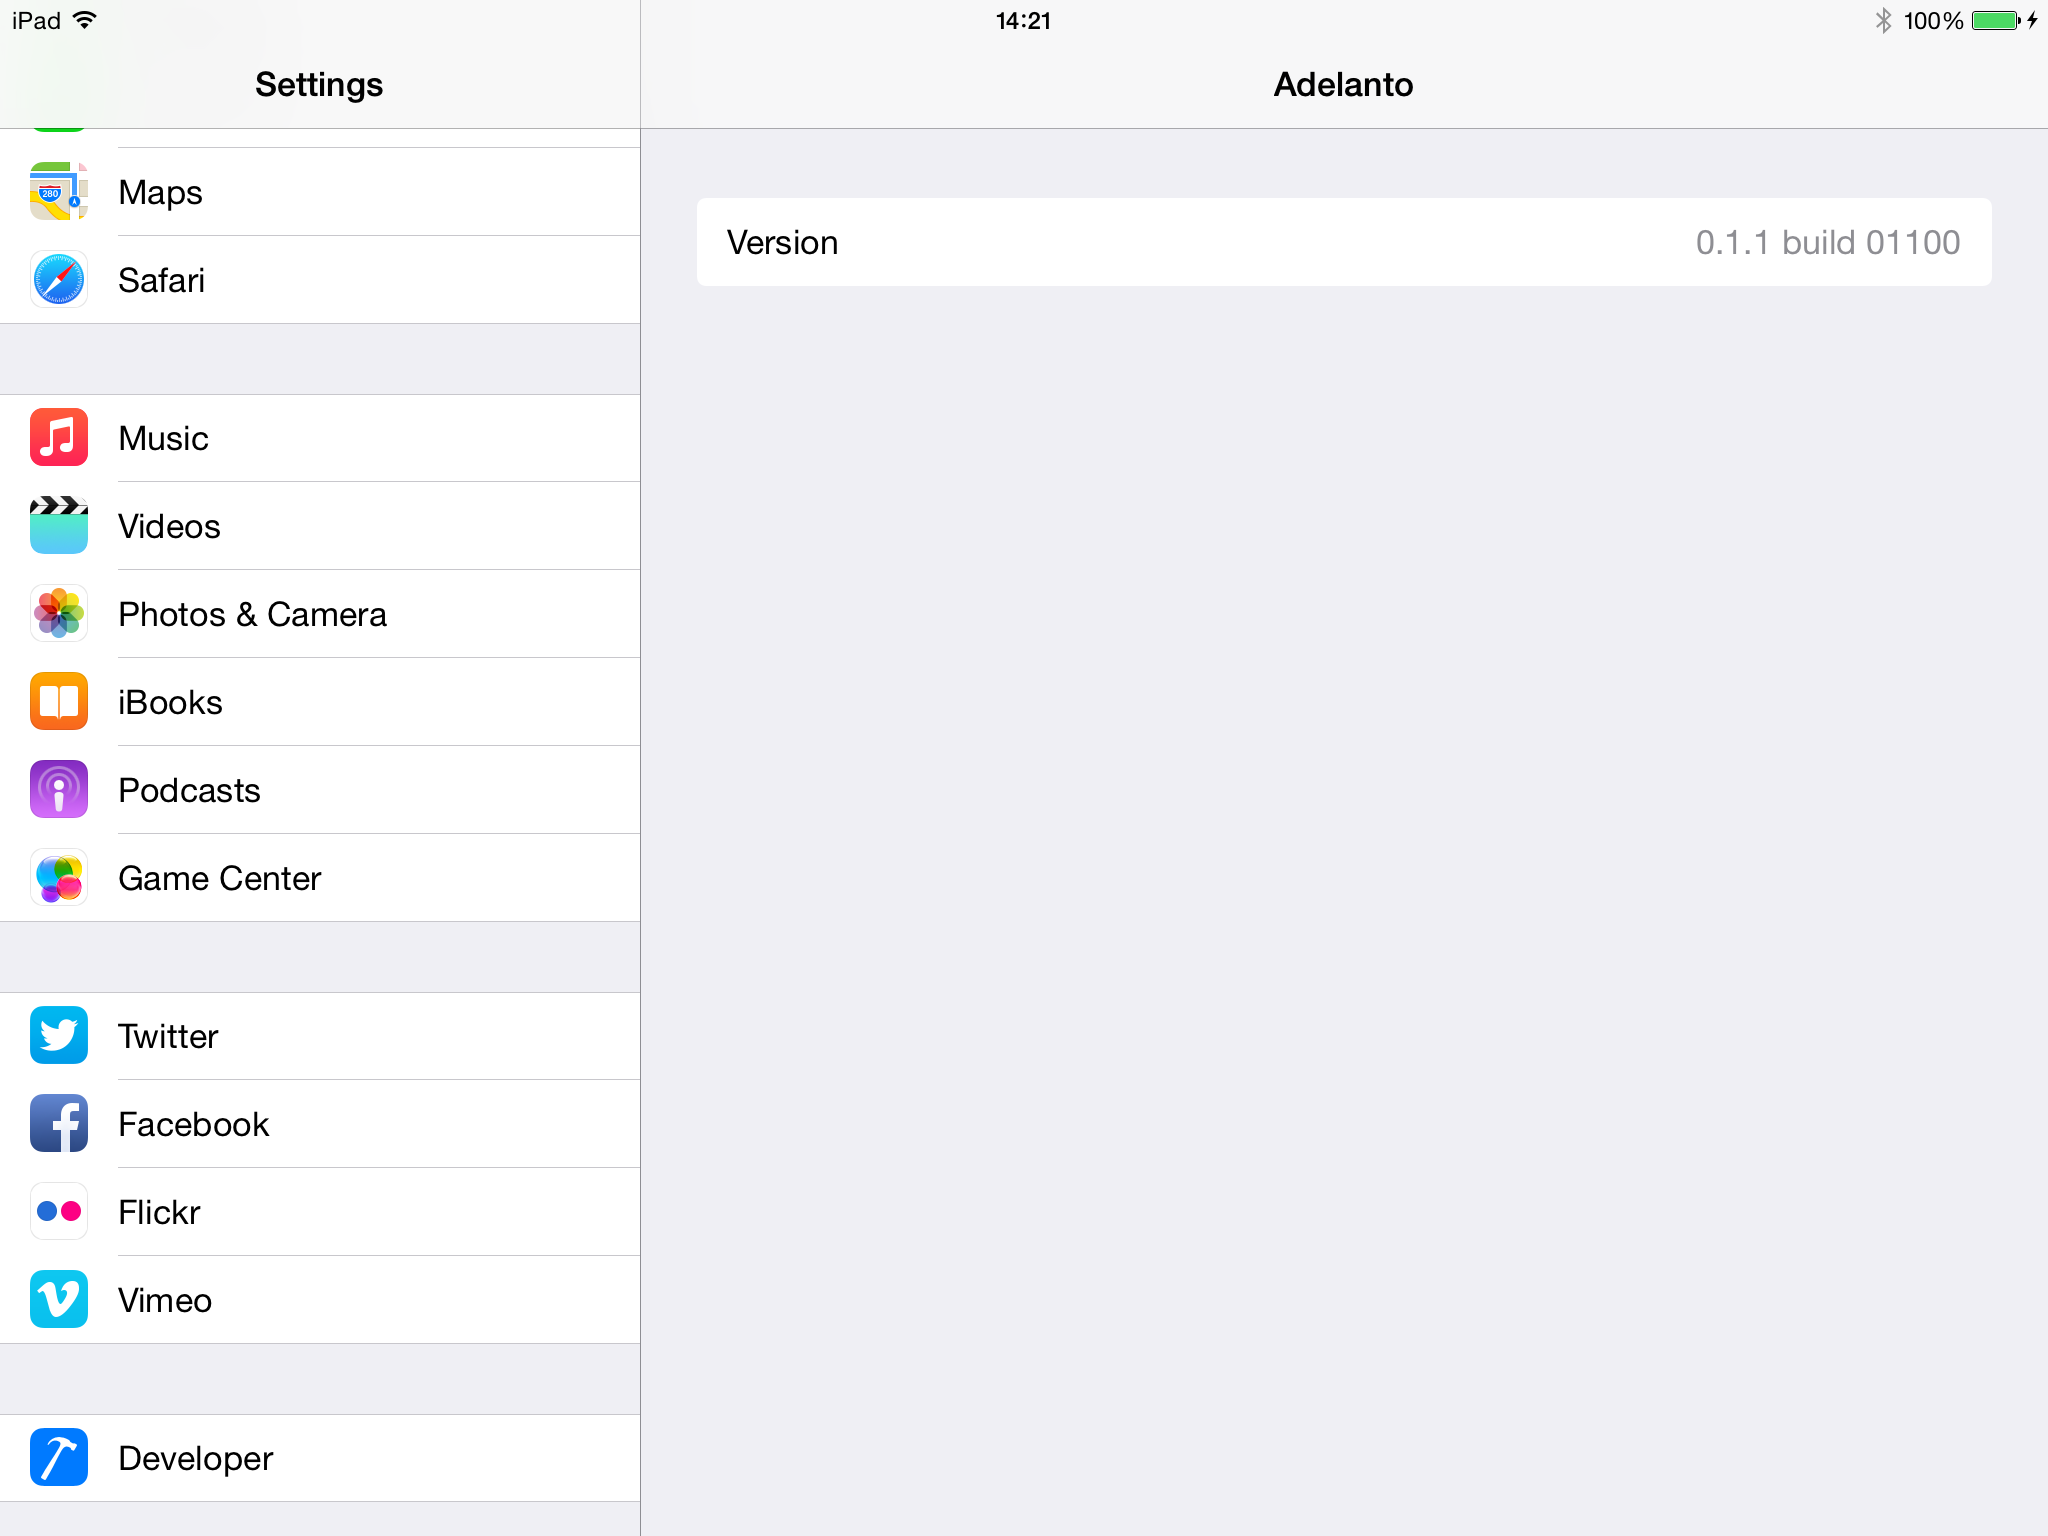 iPad
14:21
100%
Settings
Adelanto
280
Maps
Safari
Music
Videos
Photos & Camera
iBooks
Podcasts
Game Center
Twitter
Facebook
Flickr
Vimeo
Developer
Version
0.1.1 build 01100